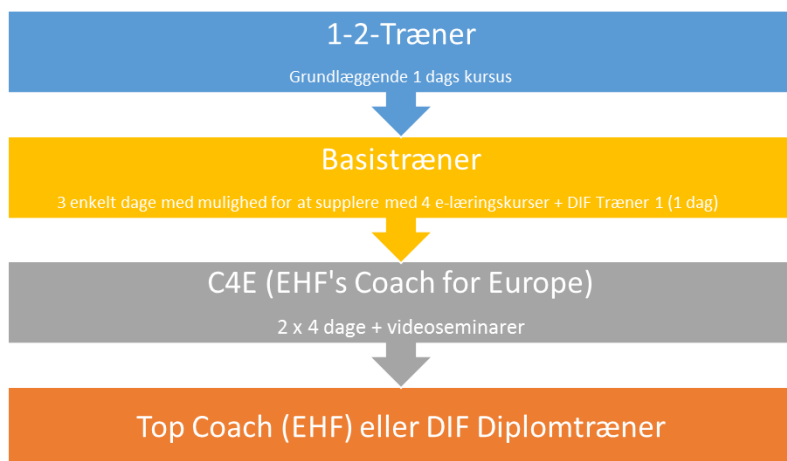 1-2-Træner
Grundlæggende 1 dags kursus
Basistræner
3 enkelt dage med mulighed for at supplere med 4 e-læringskurser + DIF Træner 1 (1 dag)
C4E (EHF's Coach for Europe)
2 x 4 dage + videoseminarer
Top Coach (EHF) eller DIF Diplomtræner